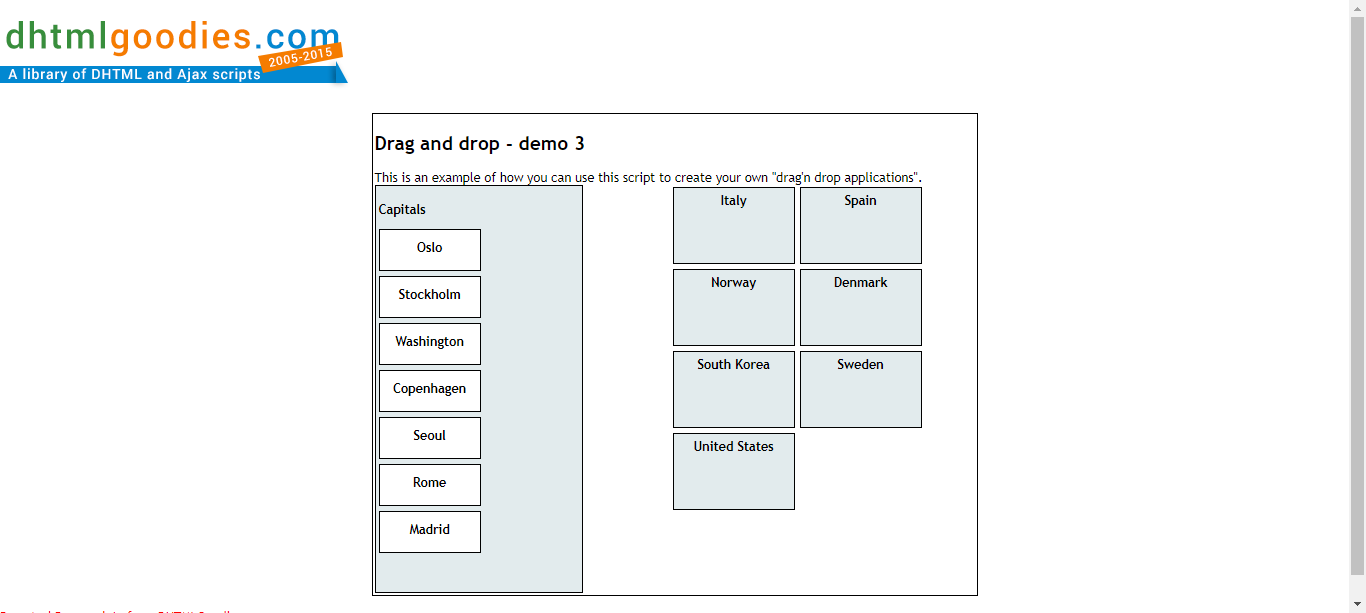 dhtmlgoodies.com
2005-2015
A library of DHTML and Ajax scripts
Drag and drop - demo 3
This is an example of how you can use this script to create your own "drag'n drop applications".
Capitals
Oslo
Stockholm
Washington
Copenhagen
Seoul
Rome
Madrid
Italy
Spain
Norway
Denmark
South Korea
Sweden
United States